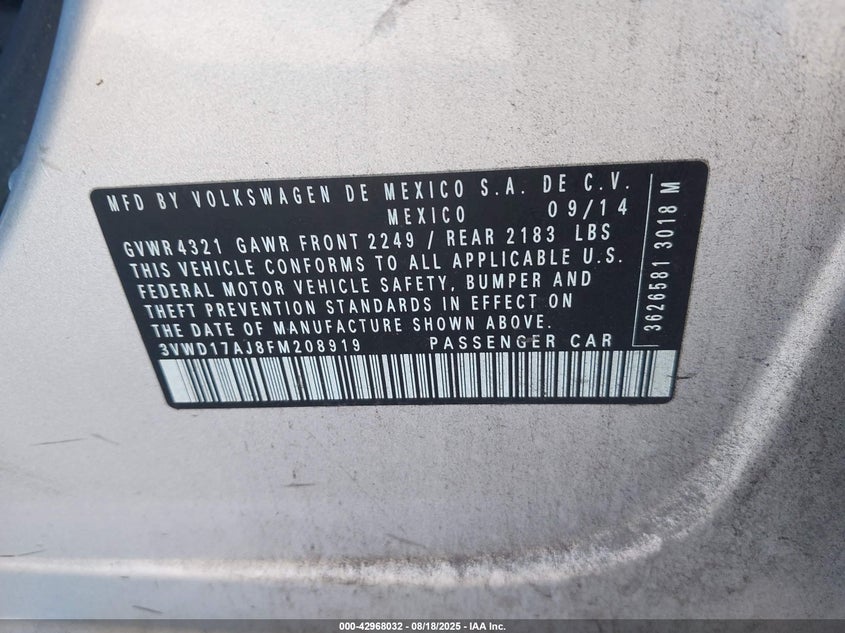 MFD BY VOLKSWAGEN DE MEXICO S.A. DE C.V.
MEXICO 09/14
GVWR 4321 GAWR FRONT 2249 / REAR 2183 LBS
THIS VEHICLE CONFORMS TO ALL APPLICABLE U.S.
FEDERAL MOTOR VEHICLE SAFETY, BUMPER AND
THEFT PREVENTION STANDARDS IN EFFECT ON
THE DATE OF MANUFACTURE SHOWN ABOVE.
3VWD17AJ8FM208919 PASSENGER CAR
3626581 3018 M
000-42968032 - 08/18/2025 - IAA Inc.